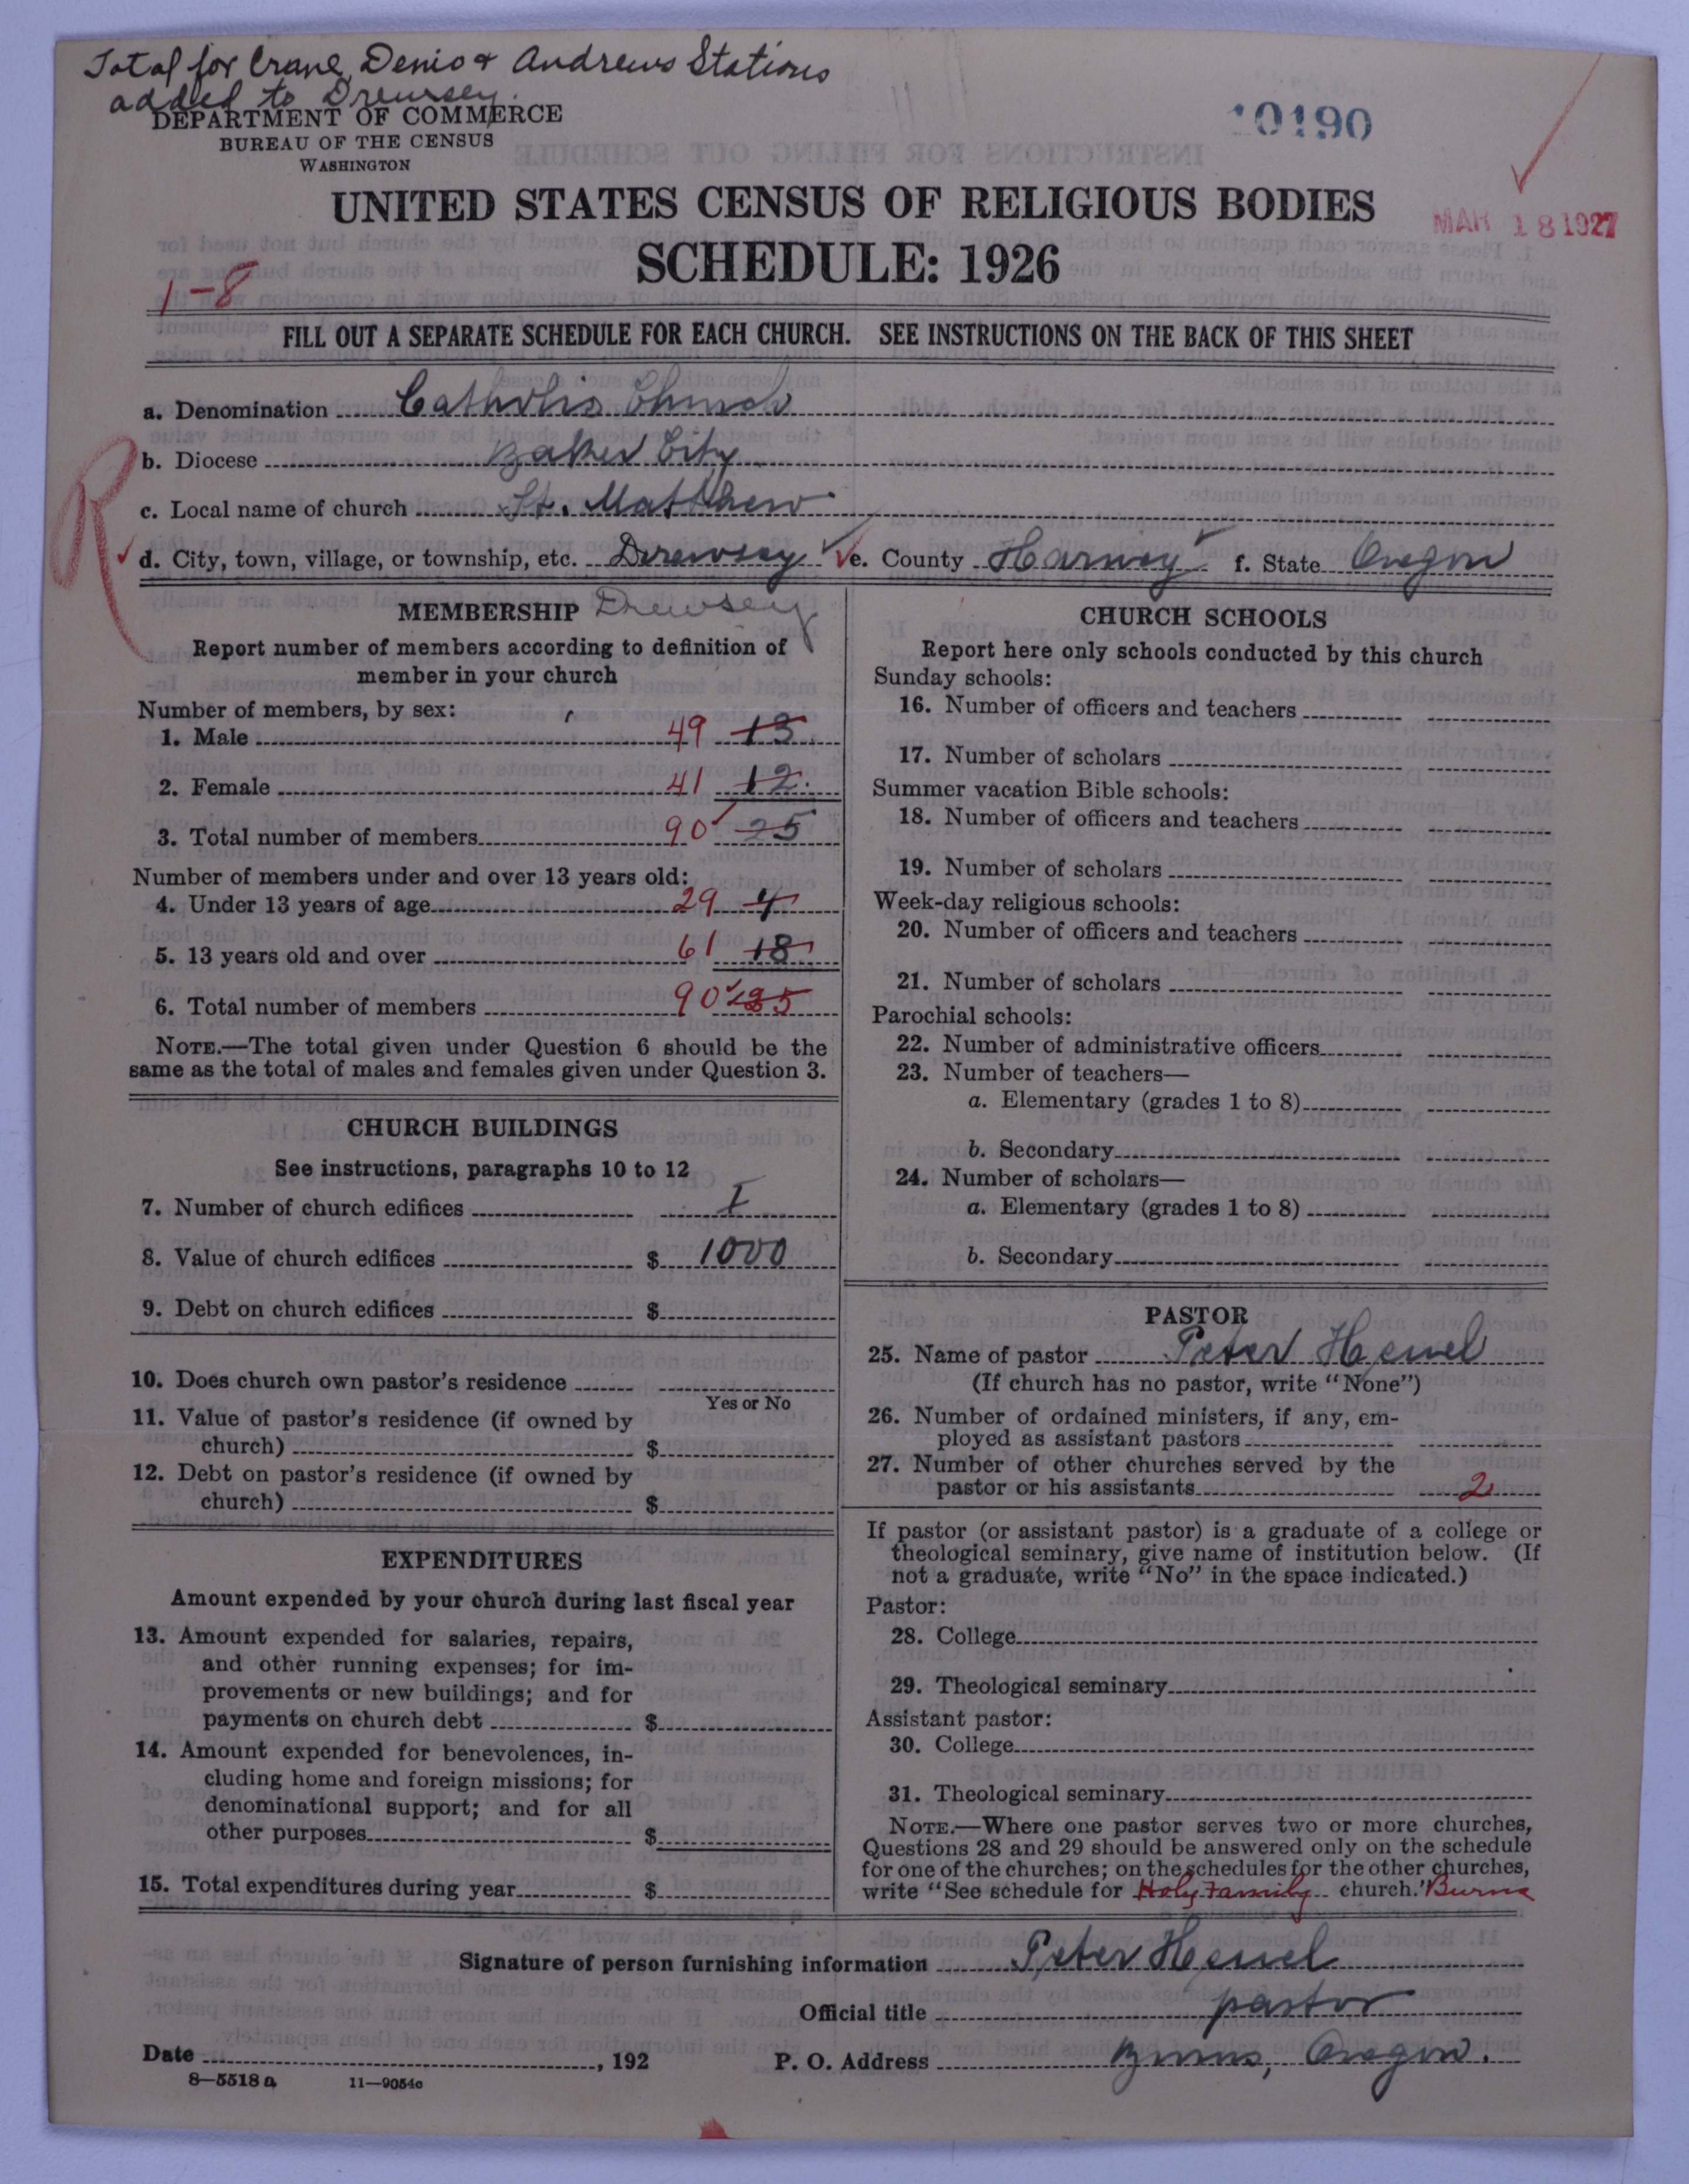 Total for Crane, Denio & Andrews Stations
added to Drewsey.
DEPARTMENT OF COMMERCE
BUREAU OF THE CENSUS
WASHINGTON
10190
UNITED STATES CENSUS OF RELIGIOUS BODIES
MAR 18 1927
SCHEDULE: 1926
1-8
FILL OUT A SEPARATE SCHEDULE FOR EACH CHURCH. SEE INSTRUCTIONS ON THE BACK OF THIS SHEET
a. Denomination Catholic Church
b. Diocese Baker City
R
c. Local name of church St. Matthew
d. City, town, village, or township, etc. Drewsey e. County Harney f. State Oregon
MEMBERSHIP Drewsey
Report number of members according to definition of
member in your church
Number of members, by sex:
1. Male 49 13
2. Female 41 12
3. Total number of members 90 25
Number of members under and over 13 years old:
4. Under 13 years of age 29 4
5. 13 years old and over 61 18
6. Total number of members 90 25
NOTE.—The total given under Question 6 should be the
same as the total of males and females given under Question 3.
CHURCH BUILDINGS
See instructions, paragraphs 10 to 12
7. Number of church edifices I
8. Value of church edifices $ 1000
9. Debt on church edifices $
10. Does church own pastor's residence
Yes or No
11. Value of pastor's residence (if owned by
church) $
12. Debt on pastor's residence (if owned by
church) $
EXPENDITURES
Amount expended by your church during last fiscal year
13. Amount expended for salaries, repairs,
and other running expenses; for im-
provements or new buildings; and for
payments on church debt $
14. Amount expended for benevolences, in-
cluding home and foreign missions; for
denominational support; and for all
other purposes $
15. Total expenditures during year $
CHURCH SCHOOLS
Report here only schools conducted by this church
Sunday schools:
16. Number of officers and teachers
17. Number of scholars
Summer vacation Bible schools:
18. Number of officers and teachers
19. Number of scholars
Week-day religious schools:
20. Number of officers and teachers
21. Number of scholars
Parochial schools:
22. Number of administrative officers
23. Number of teachers—
a. Elementary (grades 1 to 8)
b. Secondary
24. Number of scholars—
a. Elementary (grades 1 to 8)
b. Secondary
PASTOR
25. Name of pastor Peter Heuel
(If church has no pastor, write "None")
26. Number of ordained ministers, if any, em-
ployed as assistant pastors
27. Number of other churches served by the
pastor or his assistants 2
If pastor (or assistant pastor) is a graduate of a college or
theological seminary, give name of institution below. (If
not a graduate, write "No" in the space indicated.)
Pastor:
28. College
29. Theological seminary
Assistant pastor:
30. College
31. Theological seminary
NOTE.—Where one pastor serves two or more churches,
Questions 28 and 29 should be answered only on the schedule
for one of the churches; on the schedules for the other churches,
write "See schedule for Holy Family church." Burns
Signature of person furnishing information Peter Heuel
Official title pastor
Date , 192 P. O. Address Burns, Oregon.
8—5518a 11—9054c